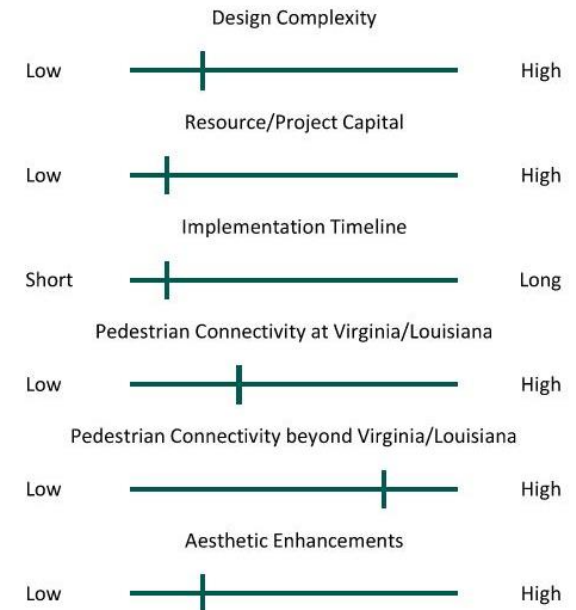 Design Complexity
Low High
Resource/Project Capital
Low High
Implementation Timeline
Short Long
Pedestrian Connectivity at Virginia/Louisiana
Low High
Pedestrian Connectivity beyond Virginia/Louisiana
Low High
Aesthetic Enhancements
Low High